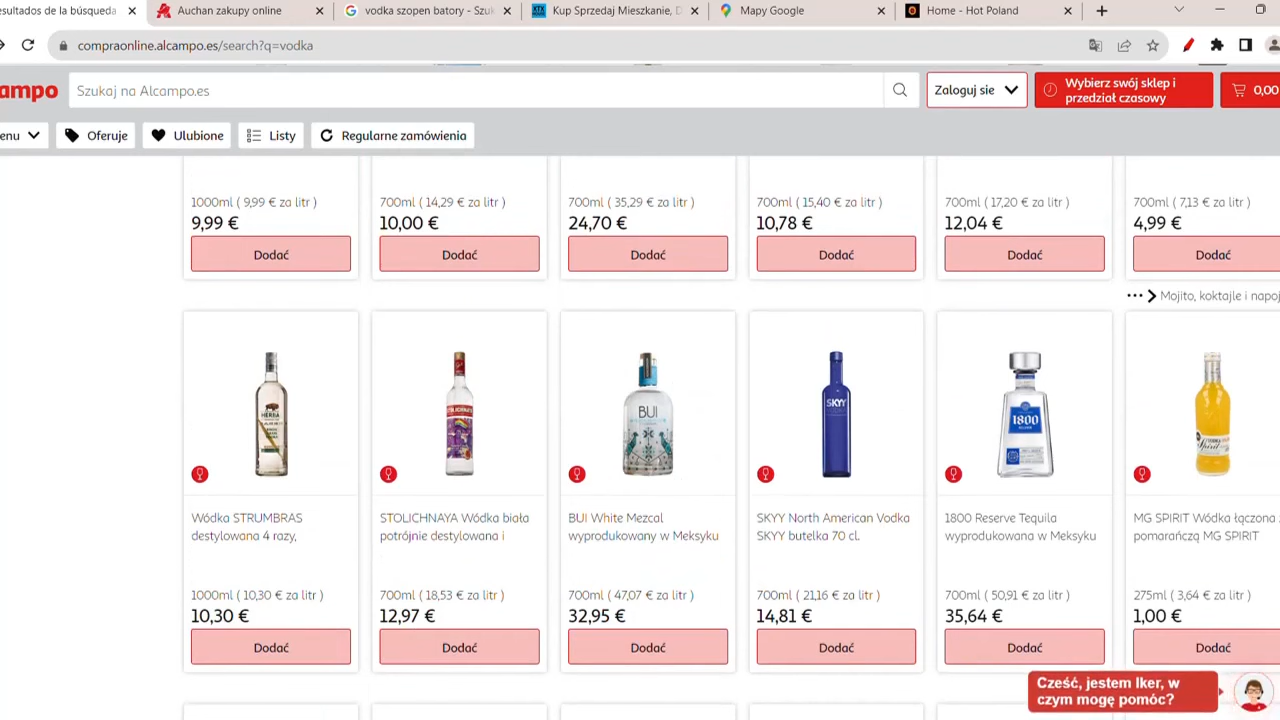 esultados de la búsqueda
Auchan zakupy online
vodka szopen batory - Szuk
Kup Sprzedaj Mieszkanie, D
Mapy Google
Home - Hot Poland
compraonline.alcampo.es/search?q=vodka
campo
Szukaj na Alcampo.es
Zaloguj sie
Wybierz swój sklep i
przedział czasowy
0,00
enu
Oferuje
Ulubione
Listy
Regularne zamówienia
1000ml ( 9,99 € za litr )
9,99 €
Dodać
700ml ( 14,29 € za litr )
10,00 €
Dodać
700ml ( 35,29 € za litr )
24,70 €
Dodać
700ml ( 15,40 € za litr )
10,78 €
Dodać
700ml ( 17,20 € za litr )
12,04 €
Dodać
700ml ( 7,13 € za litr )
4,99 €
Dodać
••• Mojito, koktajle i napoj
HERBA
Wódka STRUMBRAS
destylowana 4 razy,
1000ml ( 10,30 € za litr )
10,30 €
Dodać
STOLICHNAYA Wódka biała
potrójnie destylowana i
700ml ( 18,53 € za litr )
12,97 €
Dodać
BUI
BUI White Mezcal
wyprodukowany w Meksyku
700ml ( 47,07 € za litr )
32,95 €
Dodać
SKYY
SKYY North American Vodka
SKYY butelka 70 cl.
700ml ( 21,16 € za litr )
14,81 €
Dodać
1800
1800 Reserve Tequila
wyprodukowana w Meksyku
700ml ( 50,91 € za litr )
35,64 €
Dodać
Spirit
MG SPIRIT Wódka łączona z
pomarańczą MG SPIRIT
275ml ( 3,64 € za litr )
1,00 €
Dodać
Cześć, jestem Iker, w
czym mogę pomóc?